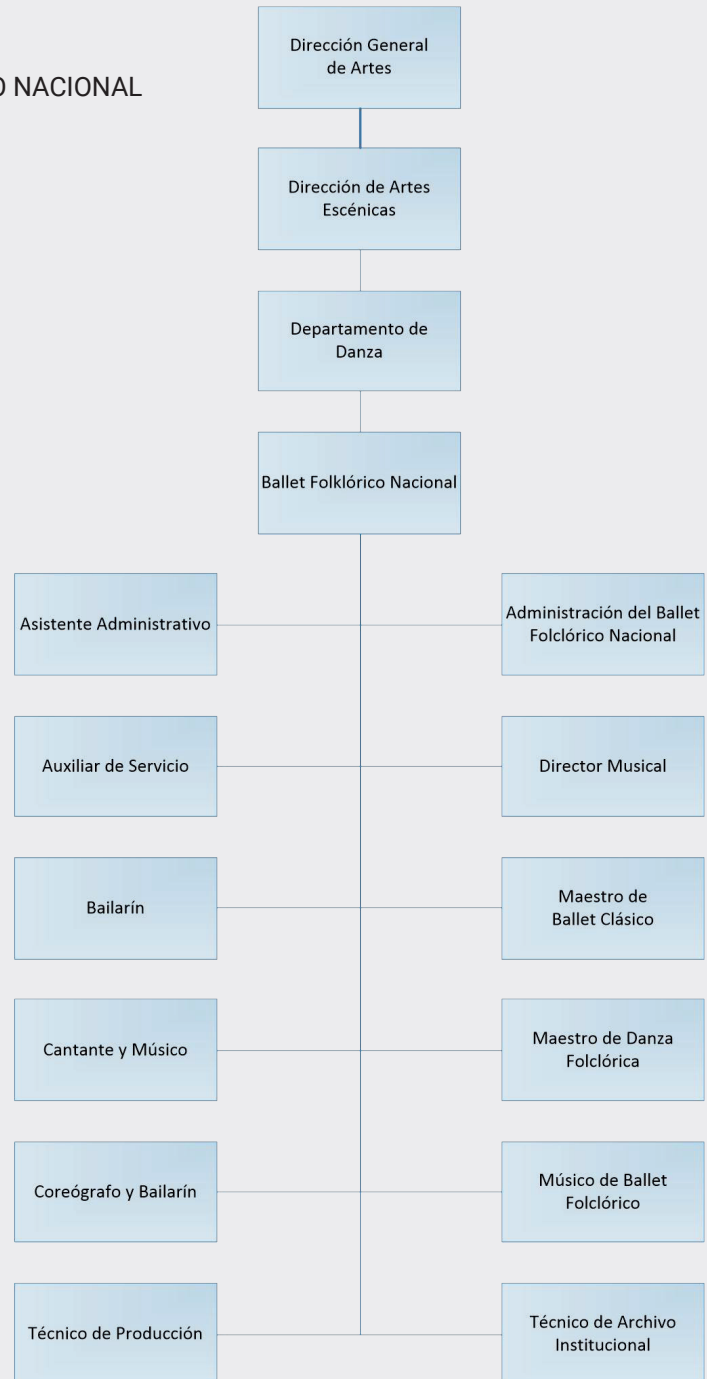 O NACIONAL
Dirección General
de Artes
Dirección de Artes
Escénicas
Departamento de
Danza
Ballet Folklórico Nacional
Asistente Administrativo
Administración del Ballet
Folclórico Nacional
Auxiliar de Servicio
Director Musical
Bailarín
Maestro de
Ballet Clásico
Cantante y Músico
Maestro de Danza
Folclórica
Coreógrafo y Bailarín
Músico de Ballet
Folclórico
Técnico de Producción
Técnico de Archivo
Institucional